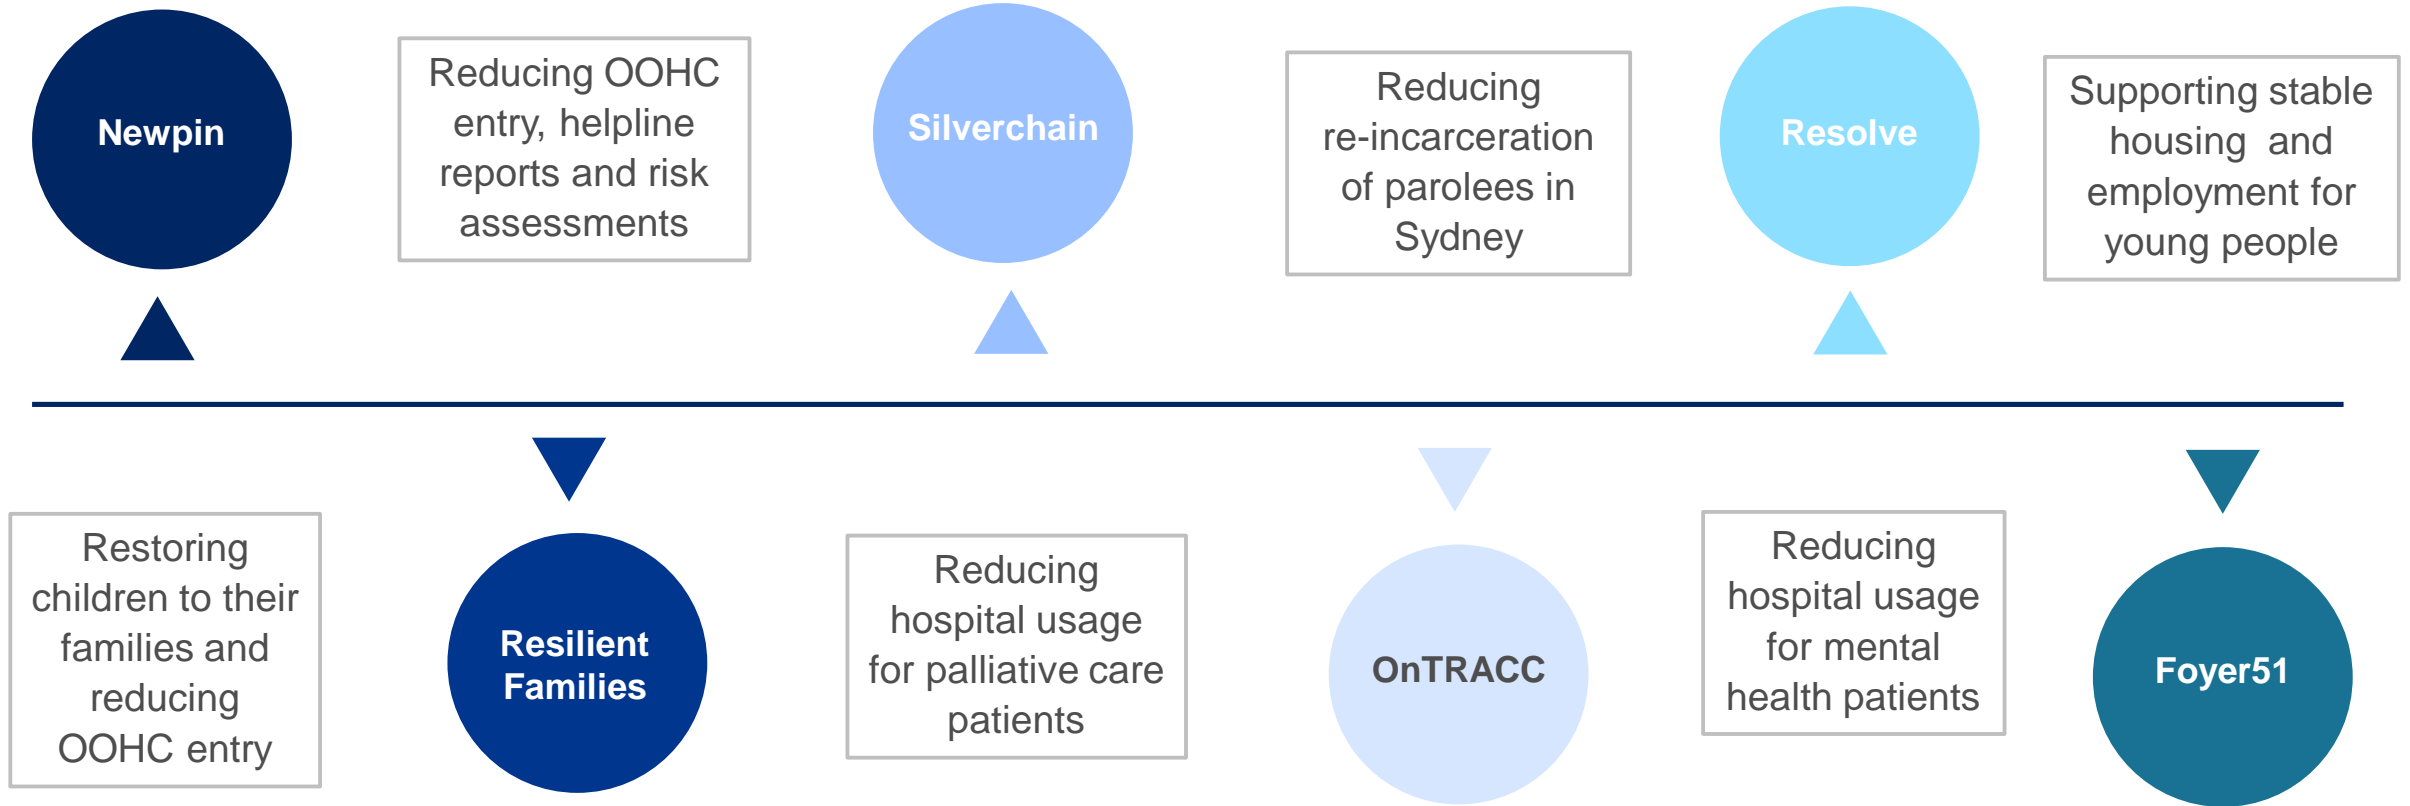 Newpin
Reducing OOHC
entry, helpline
reports and risk
assessments
Silverchain
Reducing
re-incarceration
of parolees in
Sydney
Resolve
Supporting stable
housing and
employment for
young people
Restoring
children to their
families and
reducing
OOHC entry
Resilient
Families
Reducing
hospital usage
for palliative care
patients
OnTRACC
Reducing
hospital usage
for mental
health patients
Foyer51